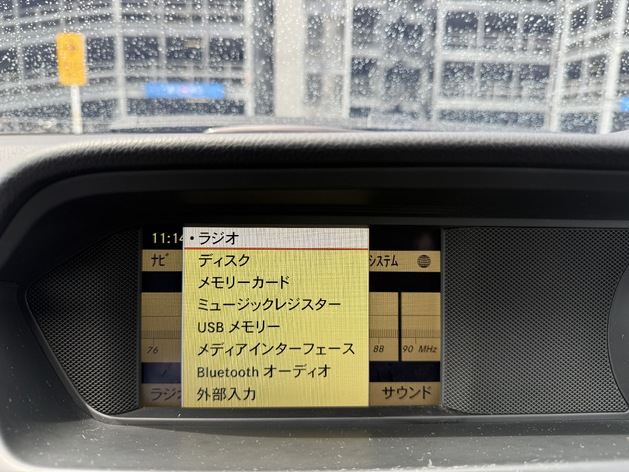 11:14
・ラジオ
ナビ
システム
ディスク
メモリーカード
ミュージックレジスター
USB メモリー
メディアインターフェース
76
88
90 MHz
Bluetooth オーディオ
ラジオ
外部入力
サウンド